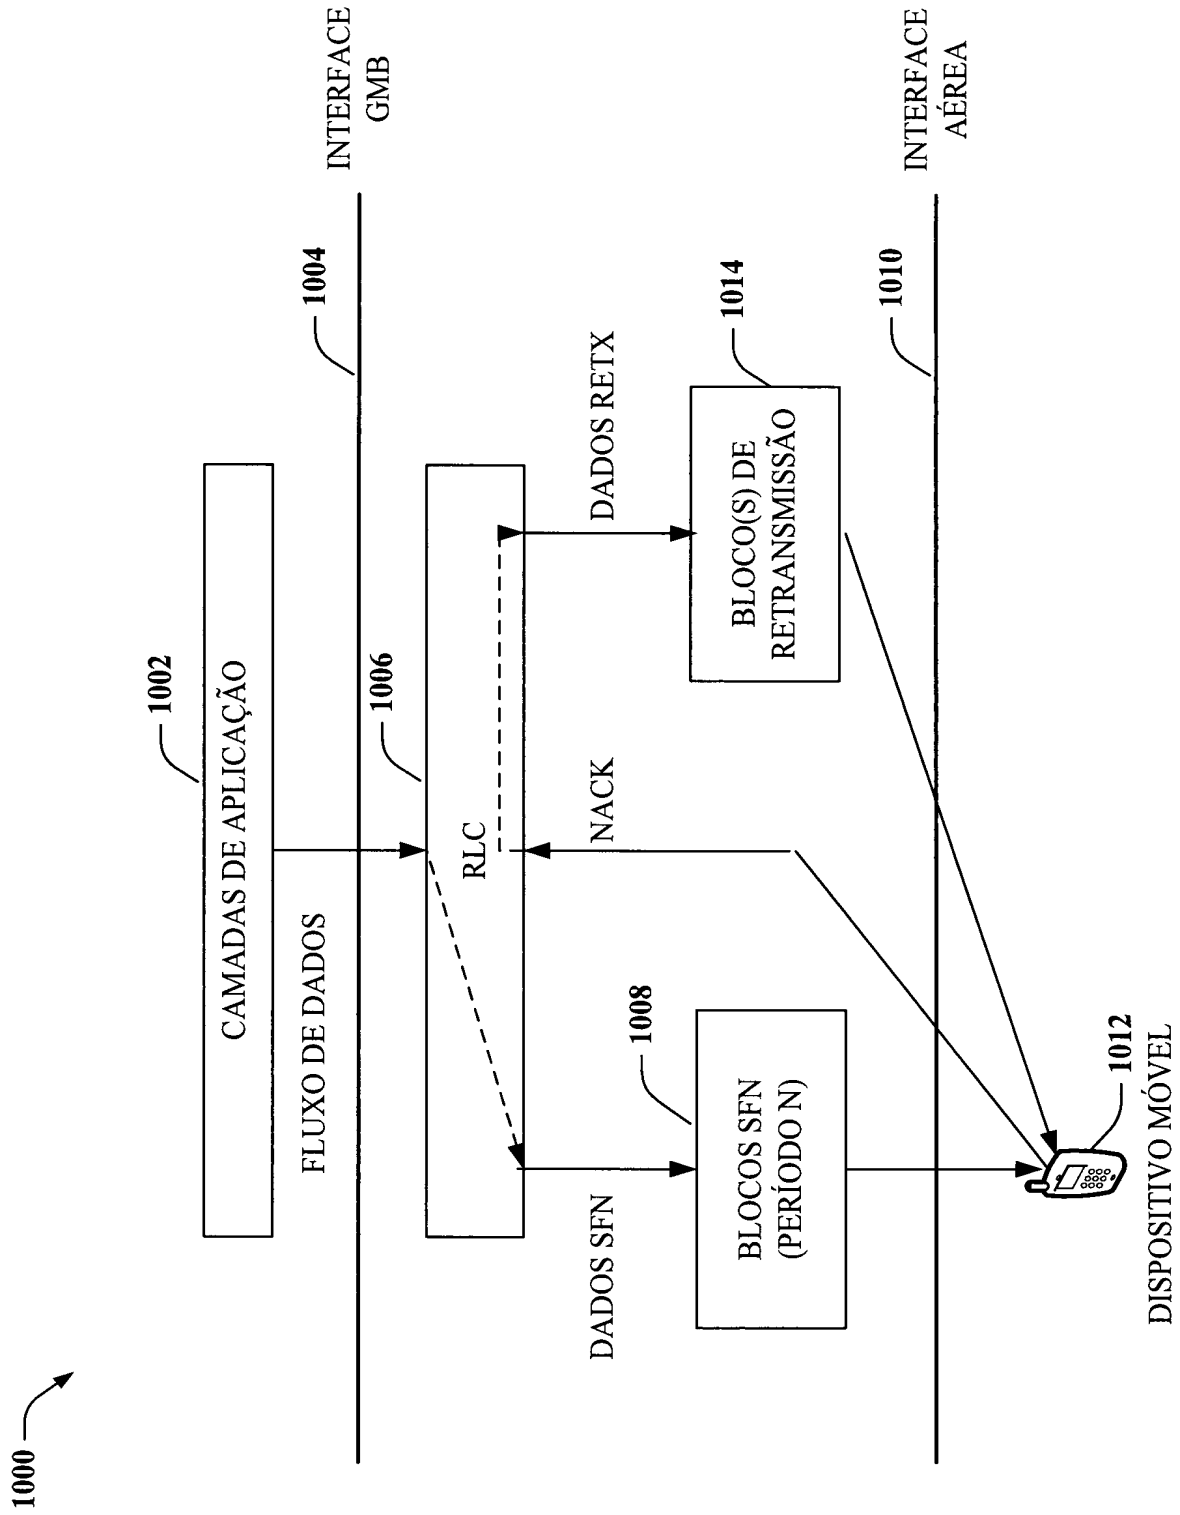 1000
1002
CAMADAS DE APLICAÇÃO
FLUXO DE DADOS
1004
INTERFACE
GMB
1006
RLC
DADOS SFN
NACK
DADOS RETX
1008
BLOCOS SFN
(PERÍODO N)
1014
BLOCO(S) DE
RETRANSMISSÃO
1010
INTERFACE
AÉREA
1012
DISPOSITIVO MÓVEL